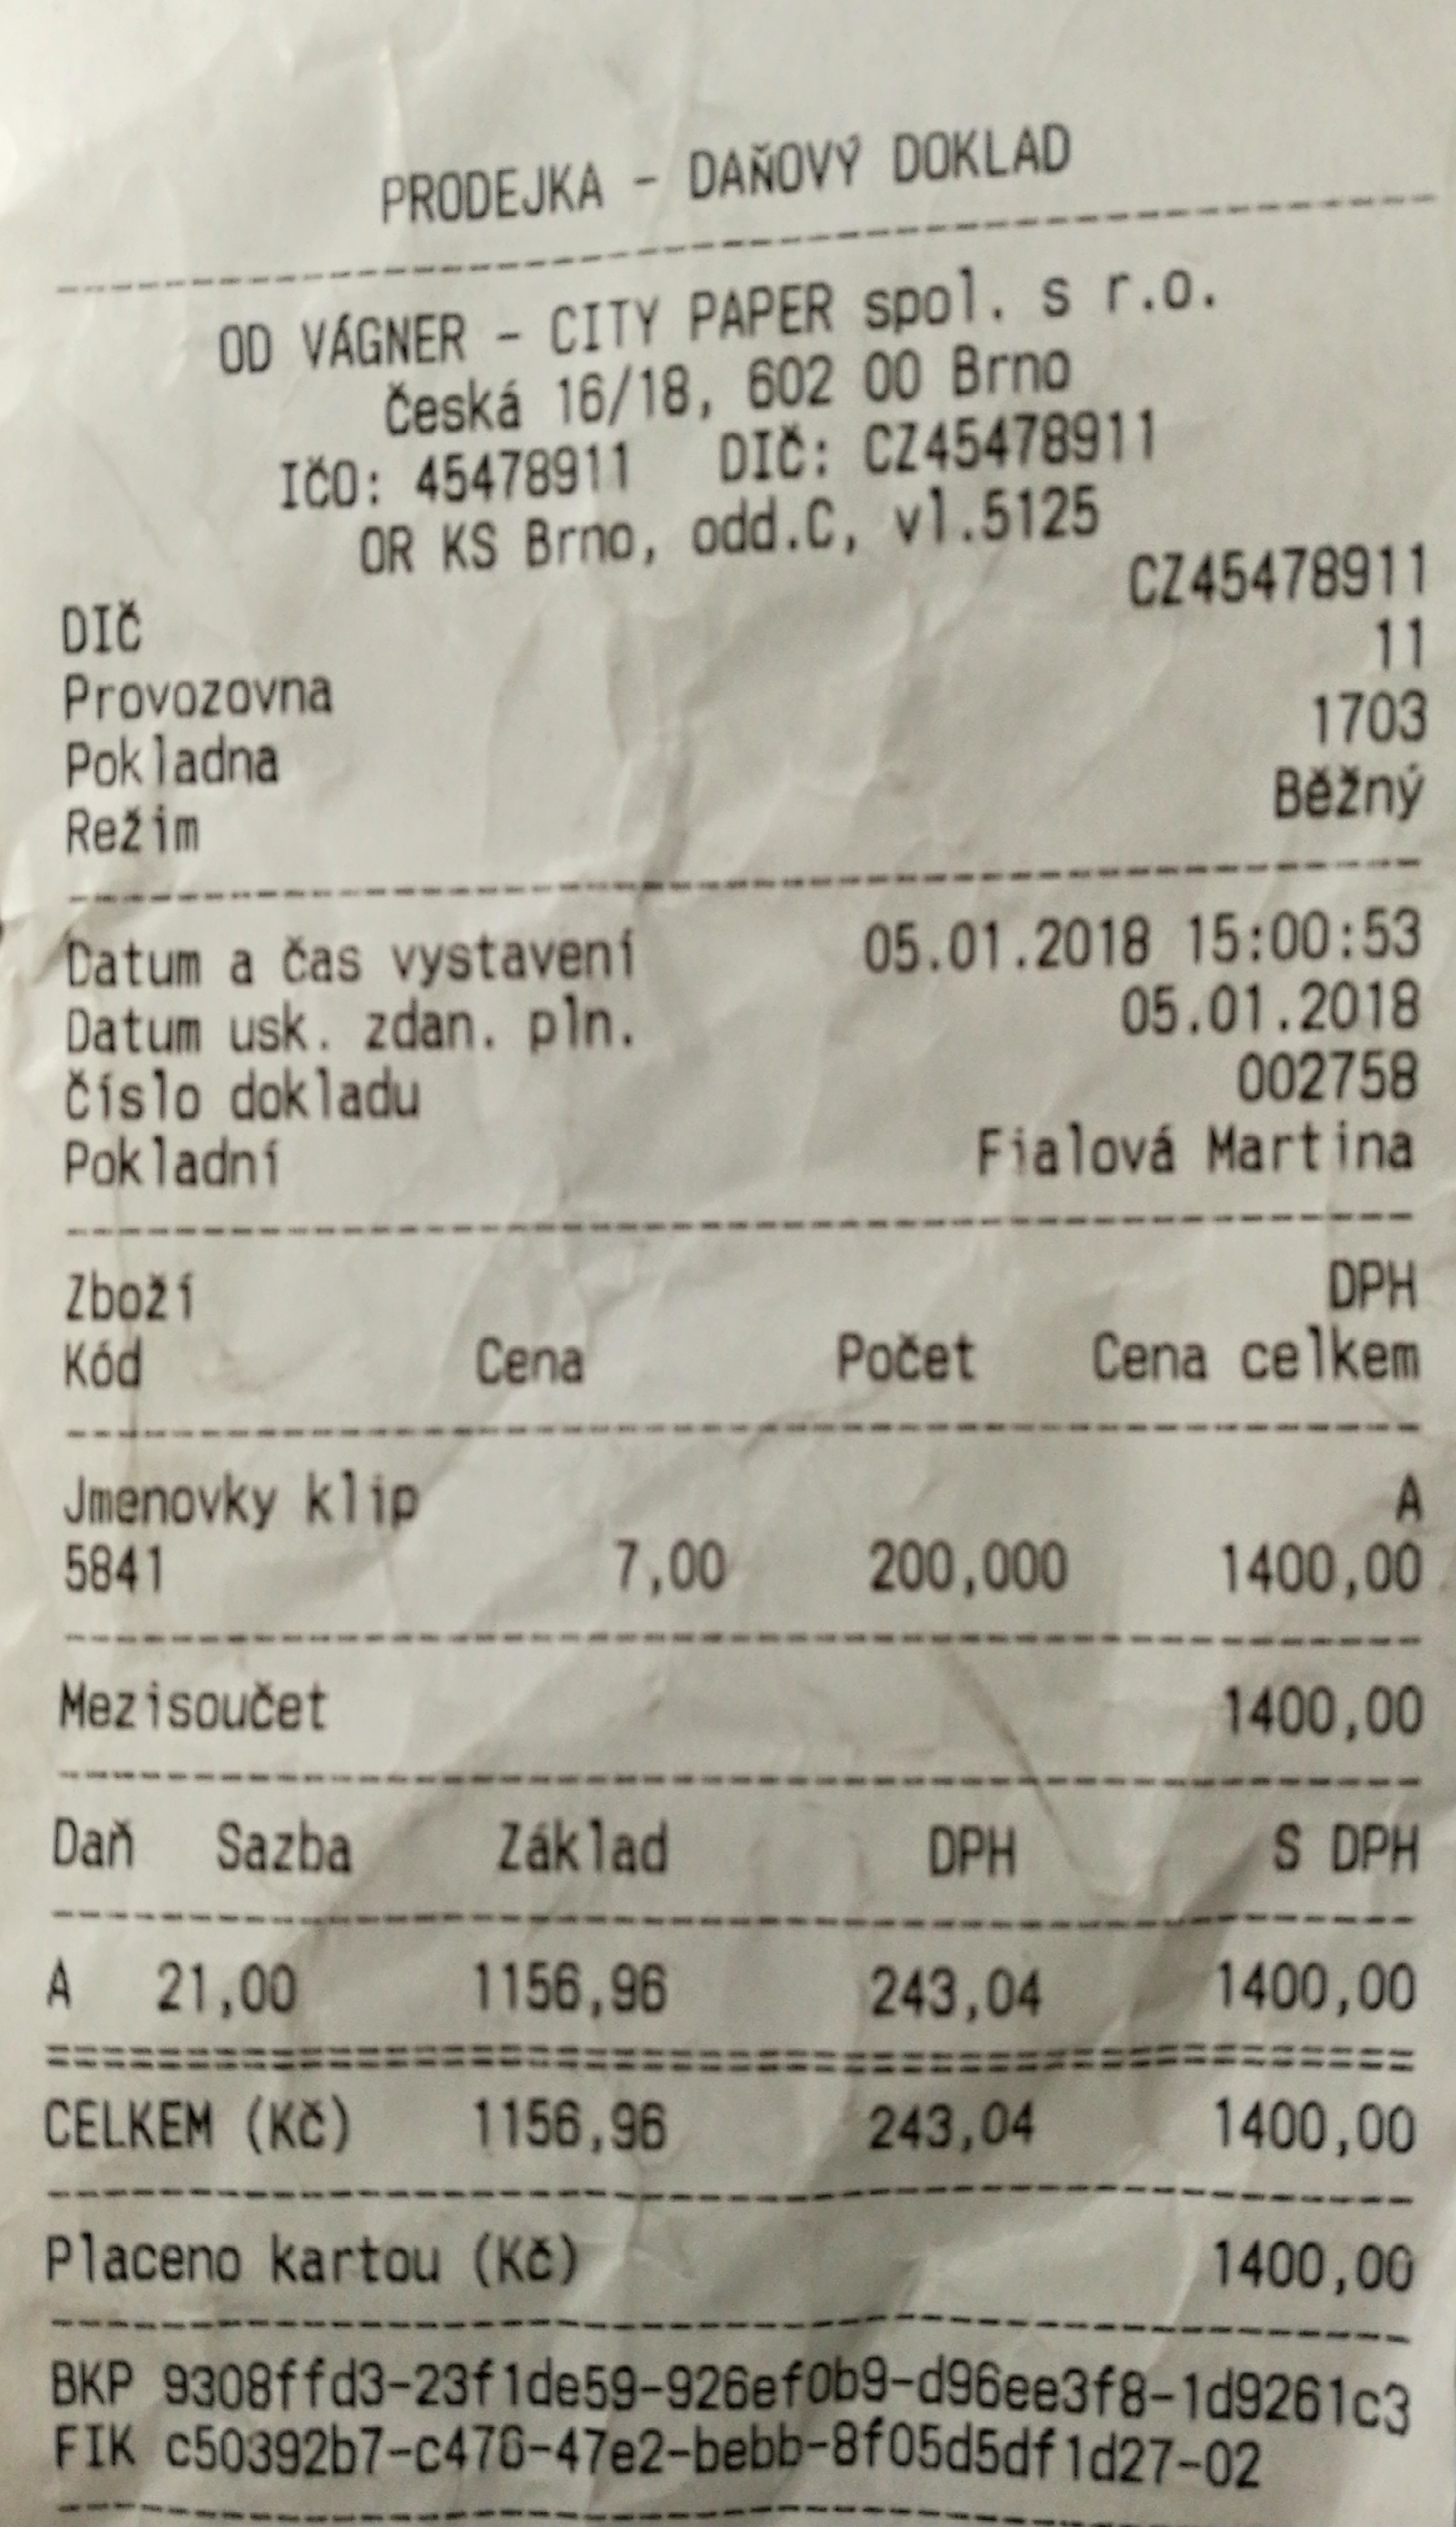 PRODEJKA - DAŇOVÝ DOKLAD
OD VÁGNER - CITY PAPER spol. s r.o.
Česká 16/18, 602 00 Brno
IČO: 45478911 DIČ: CZ45478911
OR KS Brno, odd.C, vl.5125
DIČ CZ45478911
Provozovna 11
Pokladna 1703
Režim Běžný
Datum a čas vystavení 05.01.2018 15:00:53
Datum usk. zdan. pln. 05.01.2018
Číslo dokladu 002758
Pokladní Fialová Martina
Zboží DPH
Kód Cena Počet Cena celkem
Jmenovky klip A
5841 7,00 200,000 1400,00
Mezisoučet 1400,00
Daň Sazba Základ DPH S DPH
A 21,00 1156,96 243,04 1400,00
CELKEM (Kč) 1156,96 243,04 1400,00
Placeno kartou (Kč) 1400,00
BKP 9308ffd3-23f1de59-926ef0b9-d96ee3f8-1d9261c3
FIK c50392b7-c476-47e2-bebb-8f05d5df1d27-02